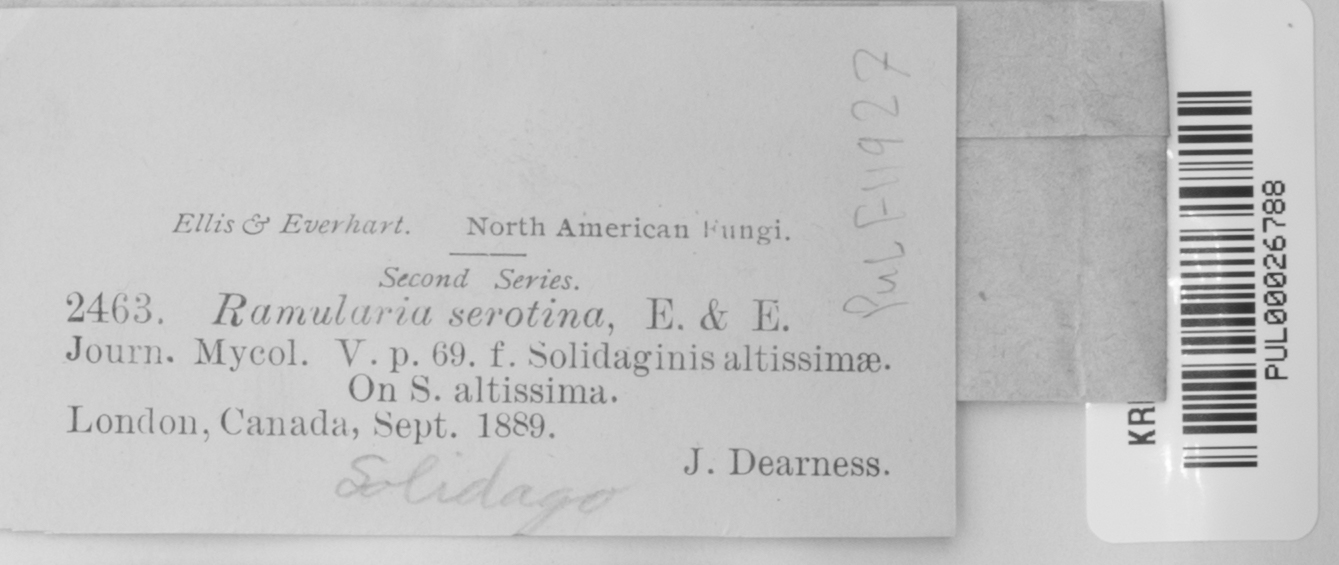 Ellis & Everhart. North American Fungi.
Second Series.
2463. Ramularia serotina, E. & E.
Journ. Mycol. V. p. 69. f. Solidaginis altissimæ.
On S. altissima.
London, Canada, Sept. 1889.
J. Dearness.
Solidago
PUL F11927
PUL00026788